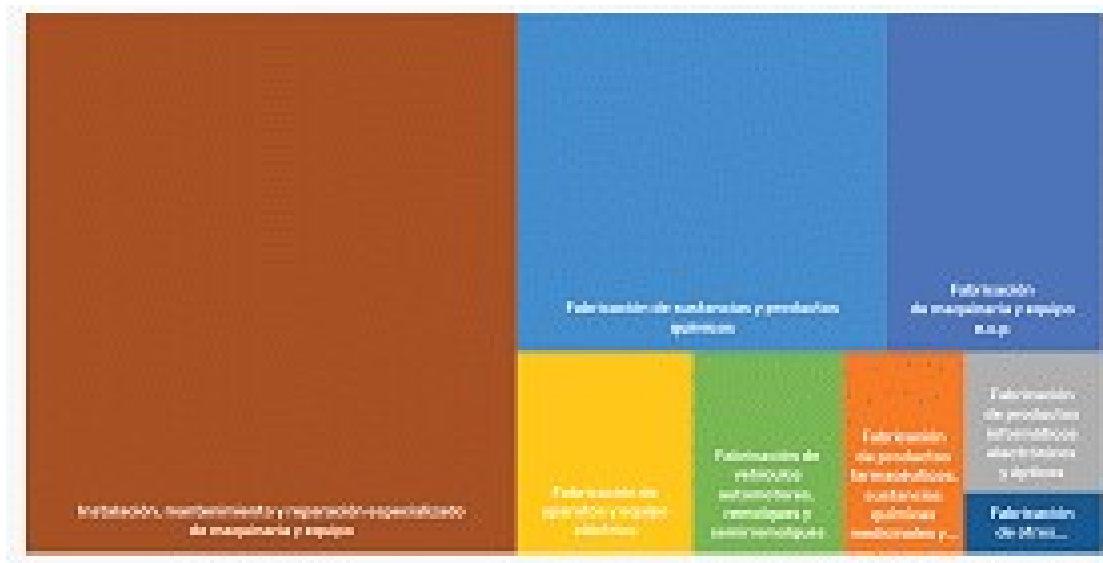 Instalación, mantenimiento y reparación especializado
de maquinaria y equipo
Fabricación de sustancias y productos
químicos
Fabricación
de maquinaria y equipo
n.c.p
Fabricación de
aparatos y equipo
eléctrico
Fabricación de
vehículos
automotores,
remolques y
semirremolques
Fabricación
de productos
farmacéuticos,
sustancias
químicas
medicinales y...
Fabricación
de productos
informáticos
electrónicos
y ópticos
Fabricación
de otros...